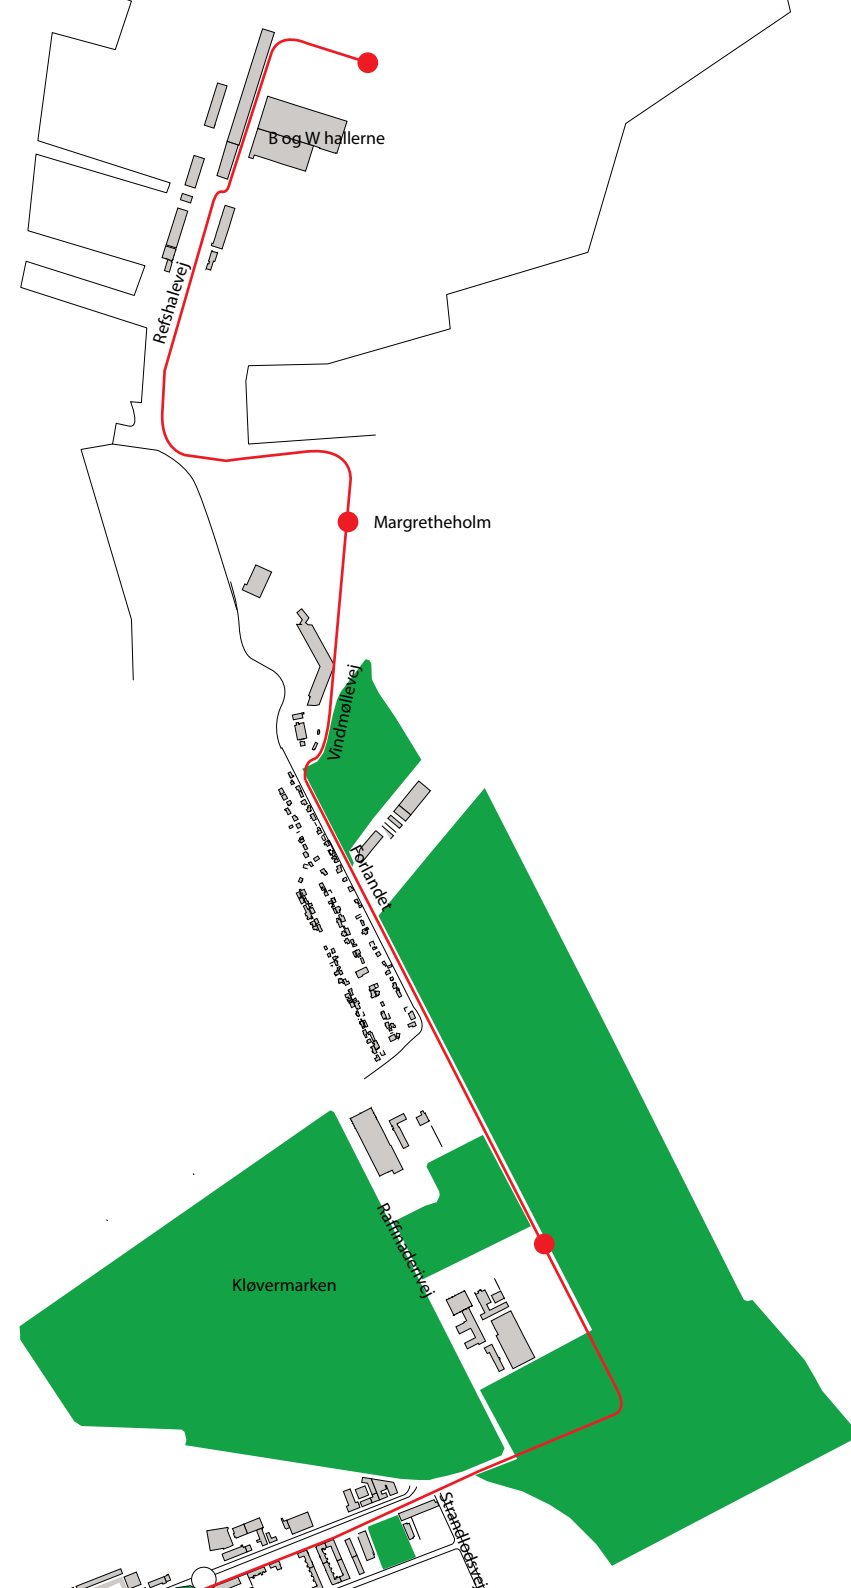 B og W hallerne
Refshalevej
Margretheholm
Vindmøllevej
Forlandet
Raffinaderivej
Kløvermarken
Strandlodsvej